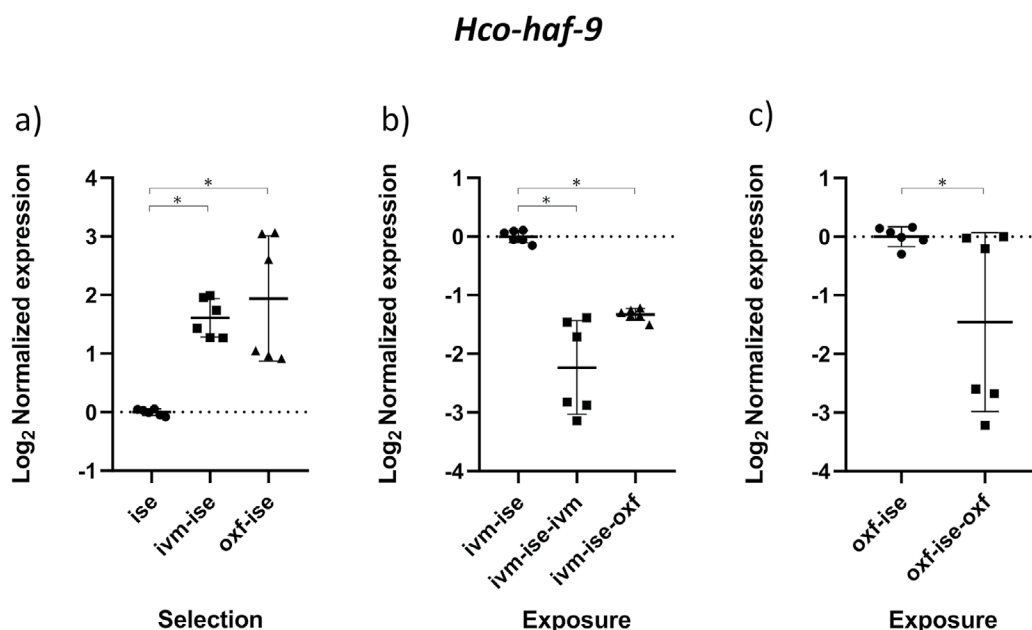 Hco-haf-9
a)
b)
c)
Log2 Normalized expression
4
3
2
1
0
-1
*
*
ise
ivm-ise
oxf-ise
Selection
Log2 Normalized expression
1
0
-1
-2
-3
-4
*
*
ivm-ise
ivm-ise-ivm
ivm-ise-oxf
Exposure
Log2 Normalized expression
1
0
-1
-2
-3
-4
*
oxf-ise
oxf-ise-oxf
Exposure